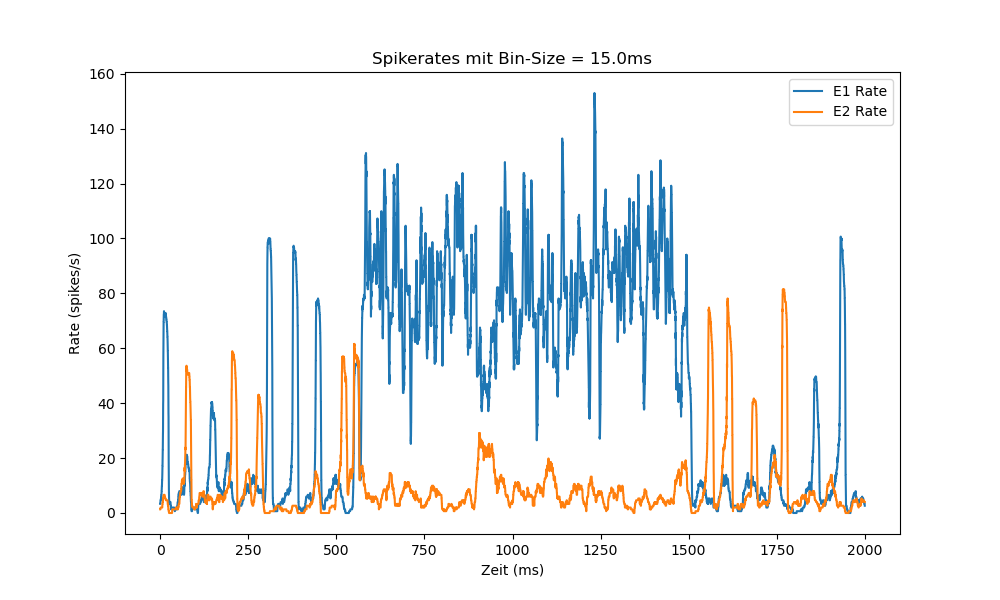 Spikerates mit Bin-Size = 15.0ms
E1 Rate
E2 Rate
Rate (spikes/s)
160
140
120
100
80
60
40
20
0
0 250 500 750 1000 1250 1500 1750 2000
Zeit (ms)